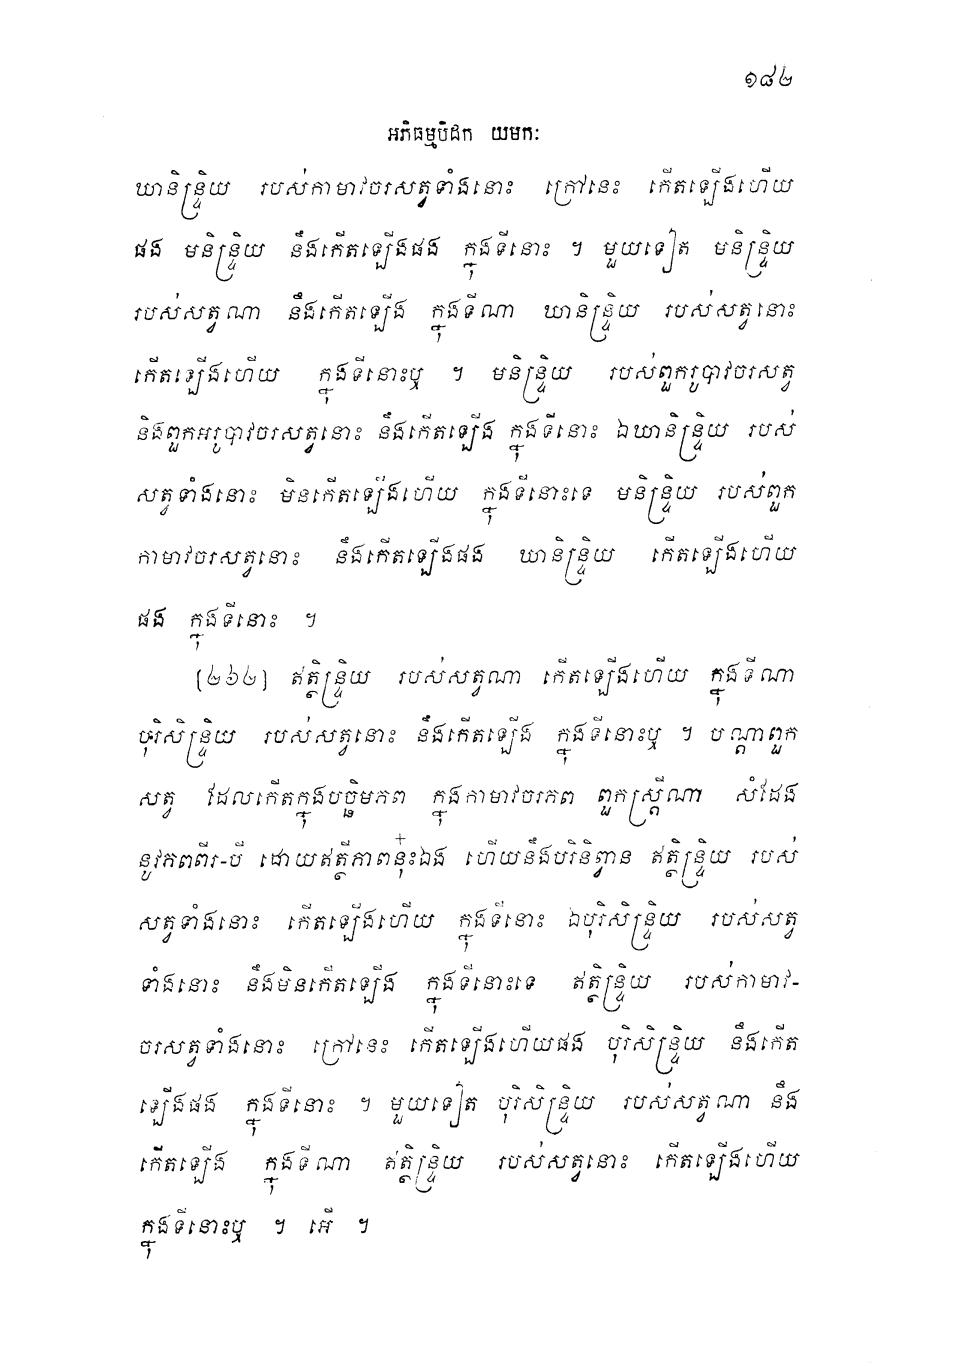 ១៨២
អភិធម្មបិដក យមកៈ
ឃានិន្ទ្រិយ របស់កាមាវចរសត្វទាំងនោះ ក្រៅនេះ កើតឡើងហើយ
ផង មនិន្ទ្រិយ នឹងកើតឡើងផង ក្នុងទីនោះ ។ មួយទៀត មនិន្ទ្រិយ
របស់សត្វណា នឹងកើតឡើង ក្នុងទីណា ឃានិន្ទ្រិយ របស់សត្វនោះ
កើតឡើងហើយ ក្នុងទីនោះឬ ។ មនិន្ទ្រិយ របស់ពួករូបាវចរសត្វ
និងពួកអរូបាវចរសត្វនោះ នឹងកើតឡើង ក្នុងទីនោះ ឯឃានិន្ទ្រិយ របស់
សត្វទាំងនោះ មិនកើតឡើងហើយ ក្នុងទីនោះទេ មនិន្ទ្រិយ របស់ពួក
កាមាវចរសត្វនោះ នឹងកើតឡើងផង ឃានិន្ទ្រិយ កើតឡើងហើយ
ផង ក្នុងទីនោះ ។
[២៦២] ឥត្ថិន្ទ្រិយ របស់សត្វណា កើតឡើងហើយ ក្នុងទីណា
បុរិសិន្ទ្រិយ របស់សត្វនោះ នឹងកើតឡើង ក្នុងទីនោះឬ ។ បណ្តាពួក
សត្វ ដែលកើតក្នុងបច្ឆិមភព ក្នុងកាមាវចរភព ពួកស្ត្រីណា សំដែង
នូវភពពីរ-បី ដោយឥត្ថីភាពនុ៎ះឯង ហើយនឹងបរិនិព្វាន ឥត្ថិន្ទ្រិយ របស់
សត្វទាំងនោះ កើតឡើងហើយ ក្នុងទីនោះ ឯបុរិសិន្ទ្រិយ របស់សត្វ
ទាំងនោះ នឹងមិនកើតឡើង ក្នុងទីនោះទេ ឥត្ថិន្ទ្រិយ របស់កាមាវ-
ចរសត្វទាំងនោះ ក្រៅនេះ កើតឡើងហើយផង បុរិសិន្ទ្រិយ នឹងកើត
ឡើងផង ក្នុងទីនោះ ។ មួយទៀត បុរិសិន្ទ្រិយ របស់សត្វណា នឹង
កើតឡើង ក្នុងទីណា ឥត្ថិន្ទ្រិយ របស់សត្វនោះ កើតឡើងហើយ
ក្នុងទីនោះឬ ។ អើ ។